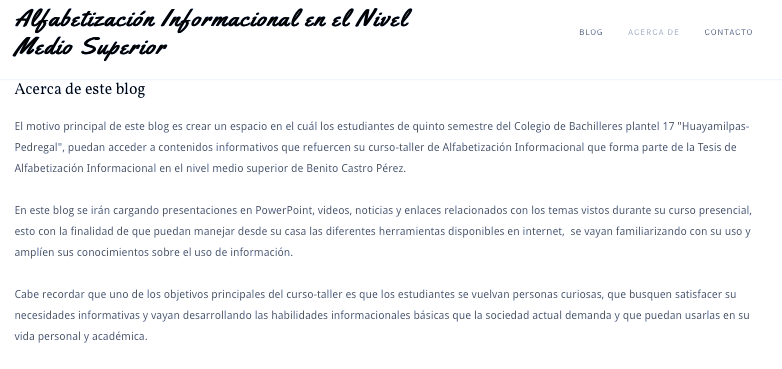 Alfabetización Informacional en el Nivel
Medio Superior
BLOG ACERCA DE CONTACTO
Acerca de este blog
El motivo principal de este blog es crear un espacio en el cuál los estudiantes de quinto semestre del Colegio de Bachilleres plantel 17 "Huayamilpas-
Pedregal", puedan acceder a contenidos informativos que refuercen su curso-taller de Alfabetización Informacional que forma parte de la Tesis de
Alfabetización Informacional en el nivel medio superior de Benito Castro Pérez.
En este blog se irán cargando presentaciones en PowerPoint, videos, noticias y enlaces relacionados con los temas vistos durante su curso presencial,
esto con la finalidad de que puedan manejar desde su casa las diferentes herramientas disponibles en internet,  se vayan familiarizando con su uso y
amplíen sus conocimientos sobre el uso de información.
Cabe recordar que uno de los objetivos principales del curso-taller es que los estudiantes se vuelvan personas curiosas, que busquen satisfacer su
necesidades informativas y vayan desarrollando las habilidades informacionales básicas que la sociedad actual demanda y que puedan usarlas en su
vida personal y académica.